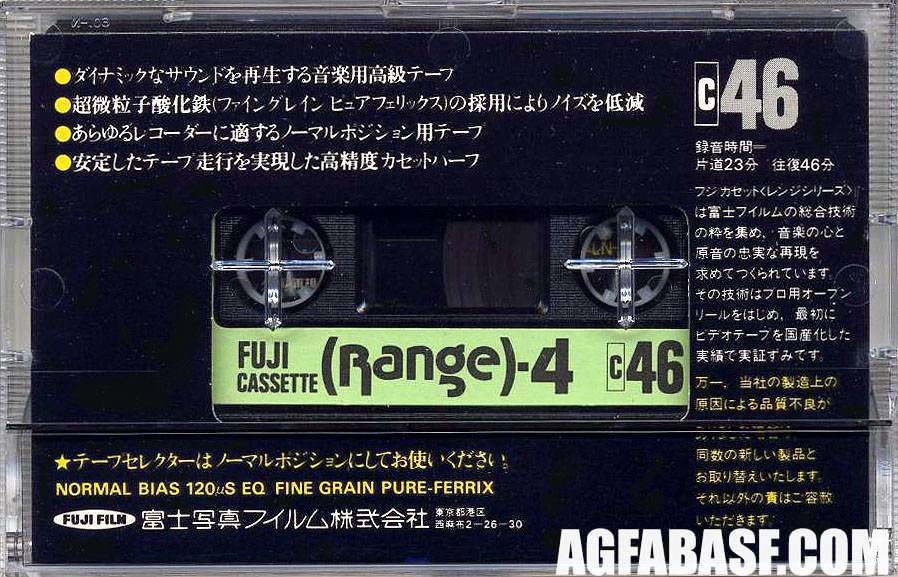 ●ダイナミックなサウンドを再生する音楽用高級テープ
●超微粒子酸化鉄(ファイングレイン ピュアフェリックス)の採用によりノイズを低減
●あらゆるレコーダーに適するノーマルポジション用テープ
●安定したテープ走行を実現した高精度カセットハーフ
C46
録音時間=
片道23分 往復46分
フジカセット<レンジシリーズ>
は富士フイルムの総合技術
の粋を集め、音楽の心と
原音の忠実な再現を
求めてつくられています。
その技術はプロ用オープン
リールをはじめ、最初に
ビデオテープを国産化した
実績で実証ずみです。
万一、当社の製造上の
原因による品質不良が
同数の新しい製品と
お取り替えいたします。
それ以外の責はご容赦
いただきます。
FUJI
CASSETTE
(Range)-4
C46
★テープセレクターはノーマルポジションにしてお使いください。
NORMAL BIAS 120μS EQ FINE GRAIN PURE-FERRIX
FUJI FILM 富士写真フイルム株式会社
東京都港区
西麻布2-26-30
AGFABASE.COM